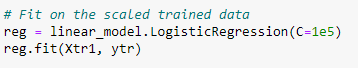 # Fit on the scaled trained data
reg = linear_model.LogisticRegression(C=1e5)
reg.fit(Xtr1, ytr)